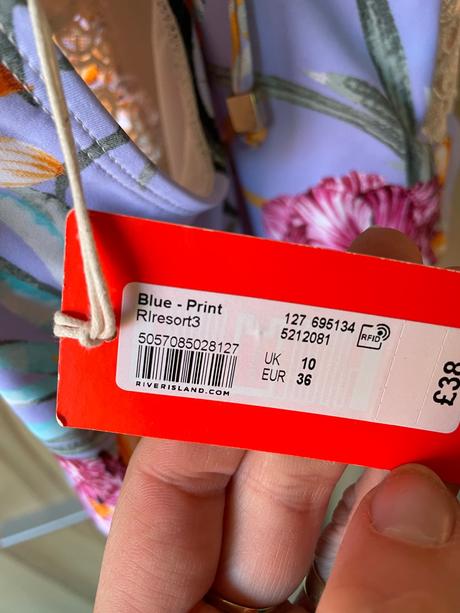 Blue - Print
RIresort3
127 695134
5212081
RFID
5057085028127
UK 10
EUR 36
RIVERISLAND.COM
£38